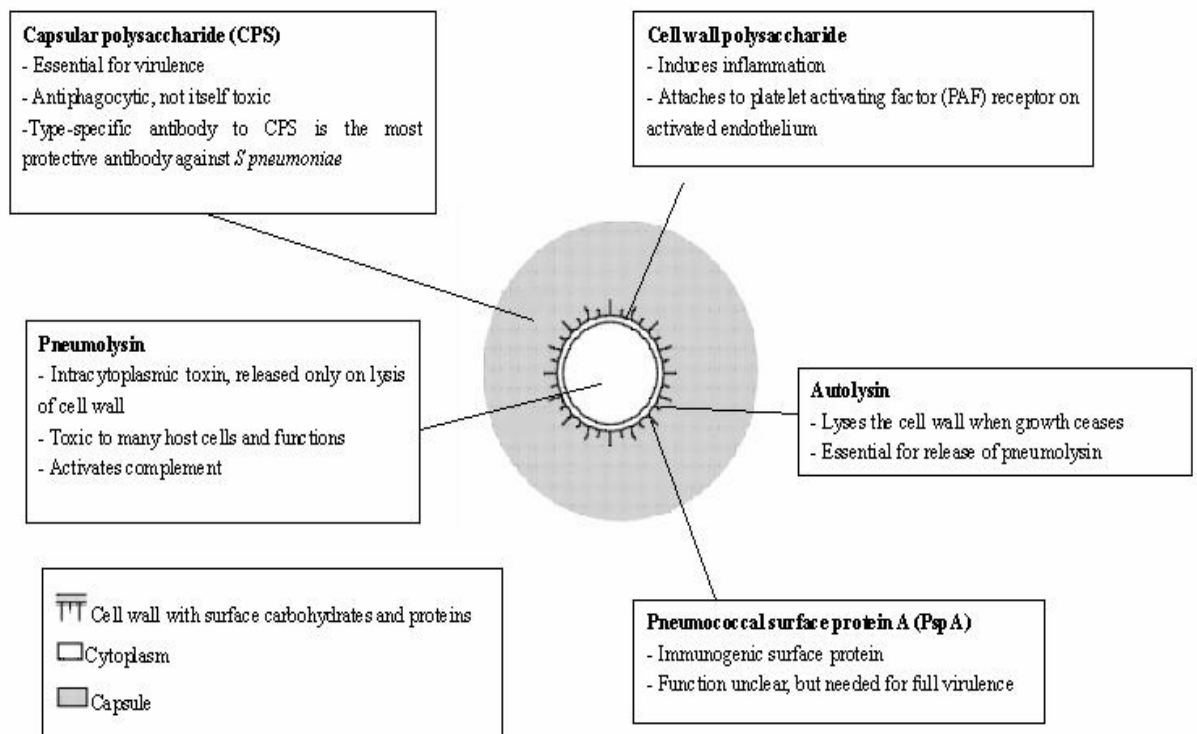 Capsular polysaccharide (CPS)
- Essential for virulence
- Antiphagocytic, not itself toxic
-Type-specific antibody to CPS is the most
protective antibody against S pneumoniae
Cell wall polysaccharide
- Induces inflammation
- Attaches to platelet activating factor (PAF) receptor on
activated endothelium
Pneumolysin
- Intracytoplasmic toxin, released only on lysis
of cell wall
- Toxic to many host cells and functions
- Activates complement
Autolysin
- Lyses the cell wall when growth ceases
- Essential for release of pneumolysin
Cell wall with surface carbohydrates and proteins
Cytoplasm
Capsule
Pneumococcal surface protein A (PspA)
- Immunogenic surface protein
- Function unclear, but needed for full virulence